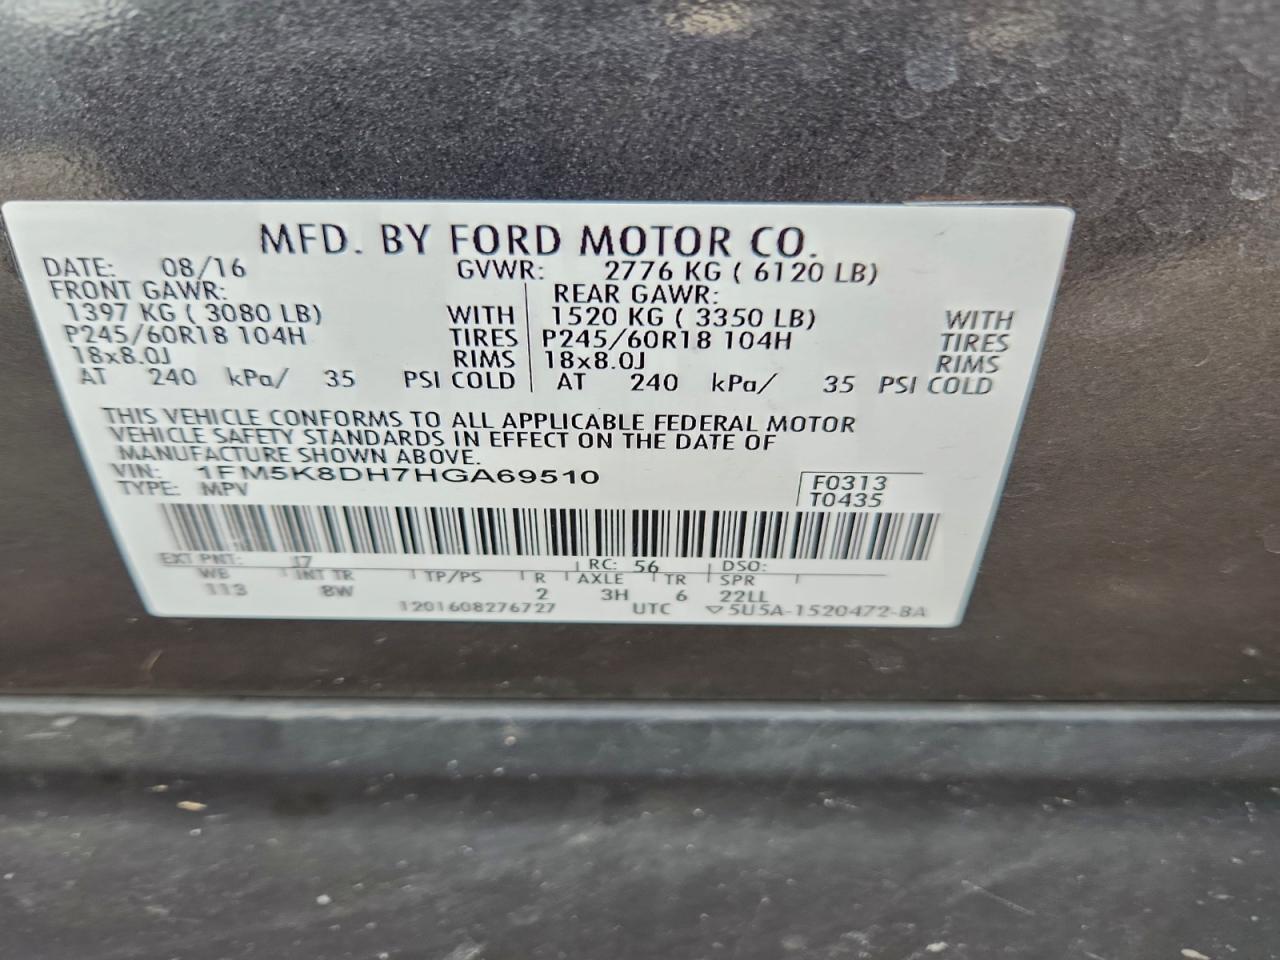 MFD. BY FORD MOTOR CO.
DATE: 08/16 GVWR: 2776 KG ( 6120 LB)
FRONT GAWR: REAR GAWR:
1397 KG ( 3080 LB) WITH 1520 KG ( 3350 LB) WITH
P245/60R18 104H TIRES P245/60R18 104H TIRES
18x8.0J RIMS 18x8.0J RIMS
AT 240 kPa/ 35 PSI COLD AT 240 kPa/ 35 PSI COLD
THIS VEHICLE CONFORMS TO ALL APPLICABLE FEDERAL MOTOR
VEHICLE SAFETY STANDARDS IN EFFECT ON THE DATE OF
MANUFACTURE SHOWN ABOVE.
VIN: 1FM5K8DH7HGA69510 F0313
TYPE: MPV T0435
EXT PNT: J7 RC: 56 DSO:
WB INT TR TP/PS R AXLE TR SPR
113 8W 2 3H 6 22LL
1201608276727 UTC ▽5U5A-1520472-BA